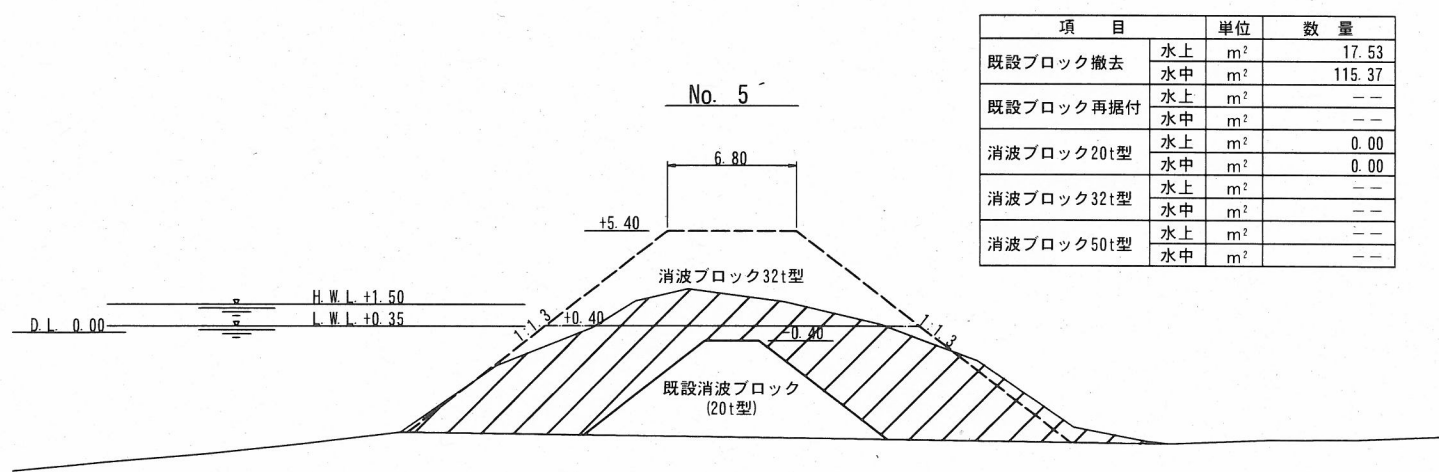 項 目 単位 数 量
既設ブロック撤去 水上 m² 17.53
水中 m² 115.37
既設ブロック再据付 水上 m² --
水中 m² --
消波ブロック20t型 水上 m² 0.00
水中 m² 0.00
消波ブロック32t型 水上 m² --
水中 m² --
消波ブロック50t型 水上 m² --
水中 m² --
No. 5
6.80
+5.40
消波ブロック32t型
H.W.L.+1.50
D.L. 0.00
L.W.L.+0.35
1:1.3
+0.40
1:1.3
-0.40
既設消波ブロック
(20t型)